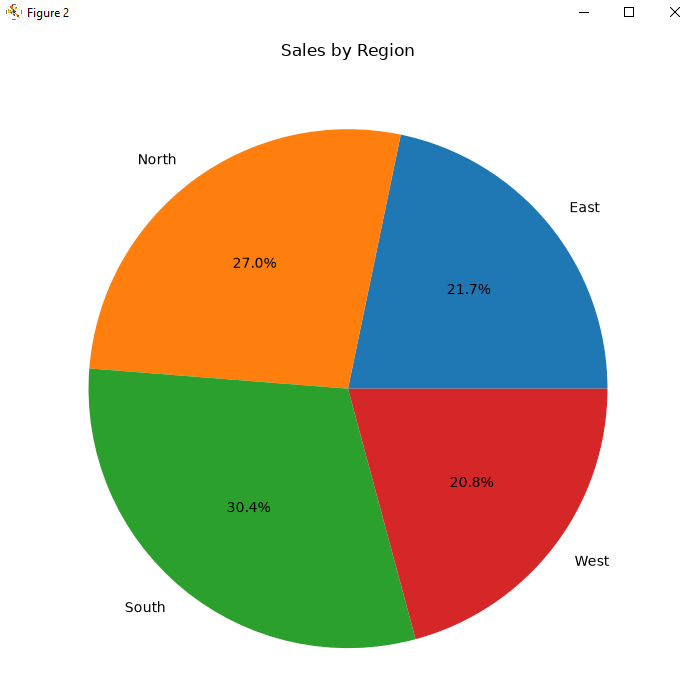 Figure 2
Sales by Region
North
East
27.0%
21.7%
20.8%
30.4%
West
South